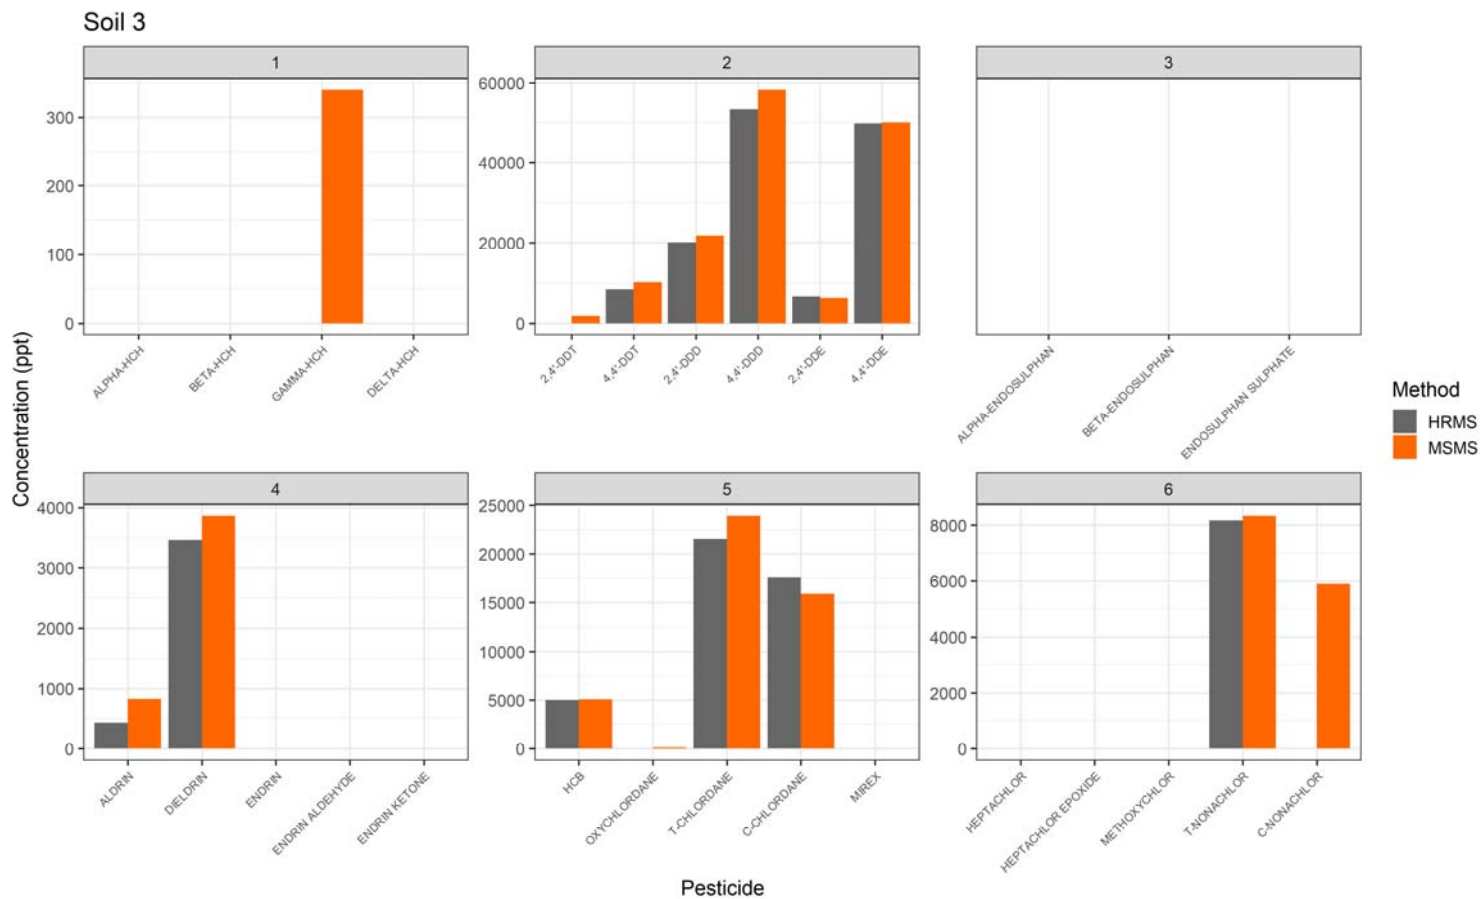 Soil 3
1
2
3
300
200
100
0
60000
40000
20000
0
ALPHA-HCH
BETA-HCH
GAMMA-HCH
DELTA-HCH
2,4'-DDT
4,4'-DDT
2,4'-DDD
4,4'-DDD
2,4'-DDE
4,4'-DDE
ALPHA-ENDOSULPHAN
BETA-ENDOSULPHAN
ENDOSULPHAN SULPHATE
Concentration (ppt)
Method
HRMS
MSMS
4
5
6
4000
3000
2000
1000
0
25000
20000
15000
10000
5000
0
8000
6000
4000
2000
0
ALDRIN
DIELDRIN
ENDRIN
ENDRIN ALDEHYDE
ENDRIN KETONE
HCB
OXYCHLORDANE
T-CHLORDANE
C-CHLORDANE
MIREX
HEPTACHLOR
HEPTACHLOR EPOXIDE
METHOXYCHLOR
T-NONACHLOR
C-NONACHLOR
Pesticide